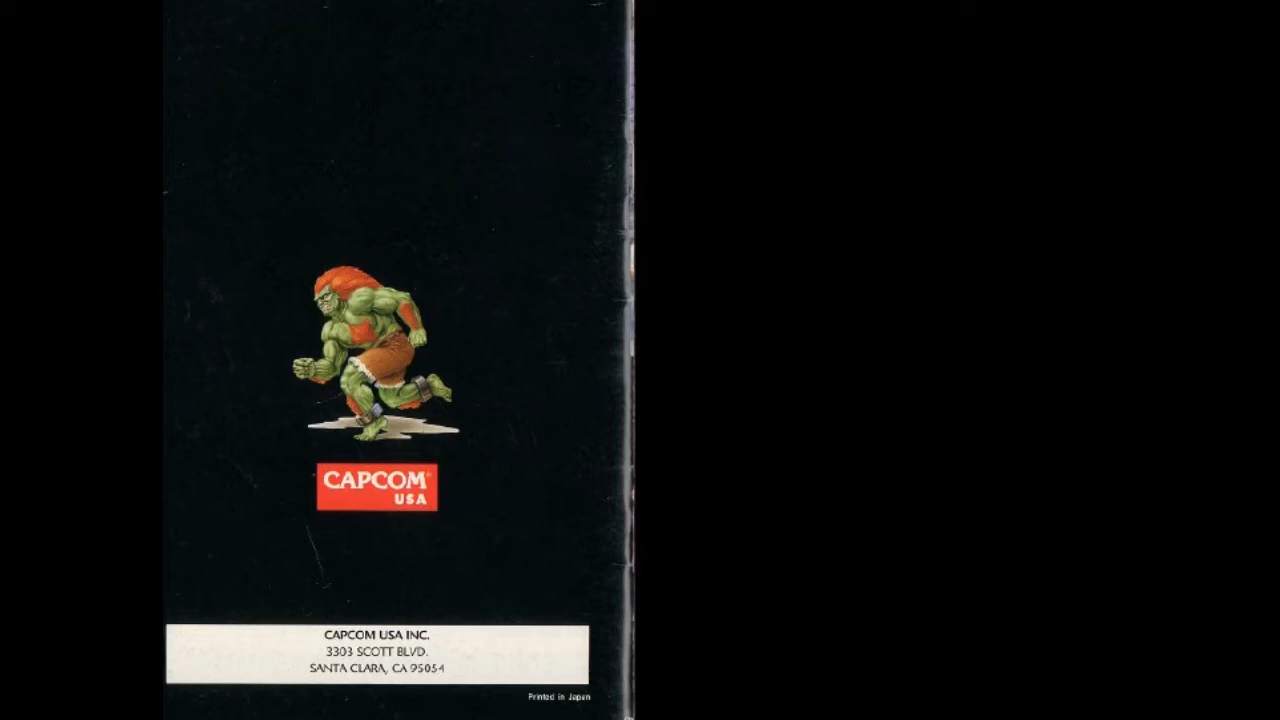 CAPCOM®
USA
CAPCOM USA INC.
3303 SCOTT BLVD.
SANTA CLARA, CA 95054
Printed in Japan